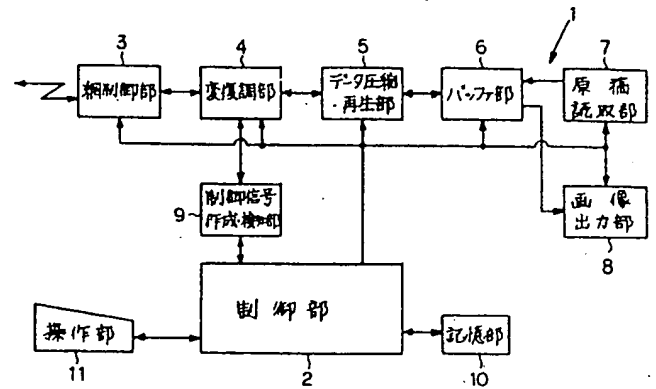 1
3
4
5
6
7
網制御部
変復調部
データ圧縮
・再生部
バッファ部
原稿
読取部
9
制御信号
作成・検知部
画像
出力部
8
制御部
操作部
11
2
記憶部
10